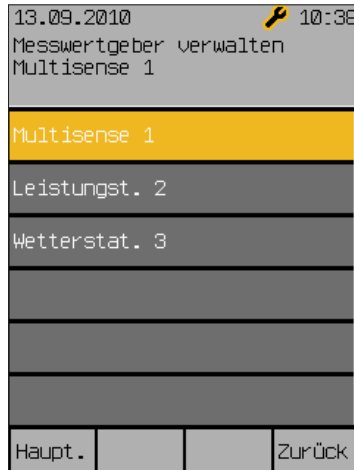 13.09.2010 10:38
Messwertgeber verwalten
Multisense 1
Multisense 1
Leistungst. 2
Wetterstat. 3
Haupt. Zurück